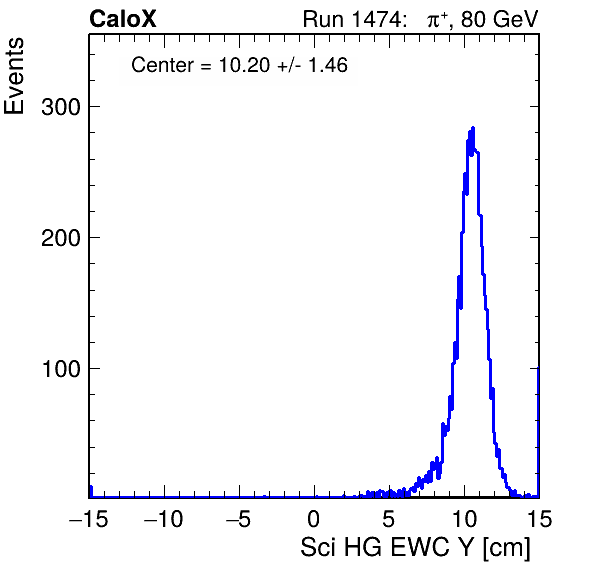 CaloX Run 1474: π⁺, 80 GeV
Center = 10.20 +/- 1.46
Events
300
200
100
−15 −10 −5 0 5 10 15
Sci HG EWC Y [cm]